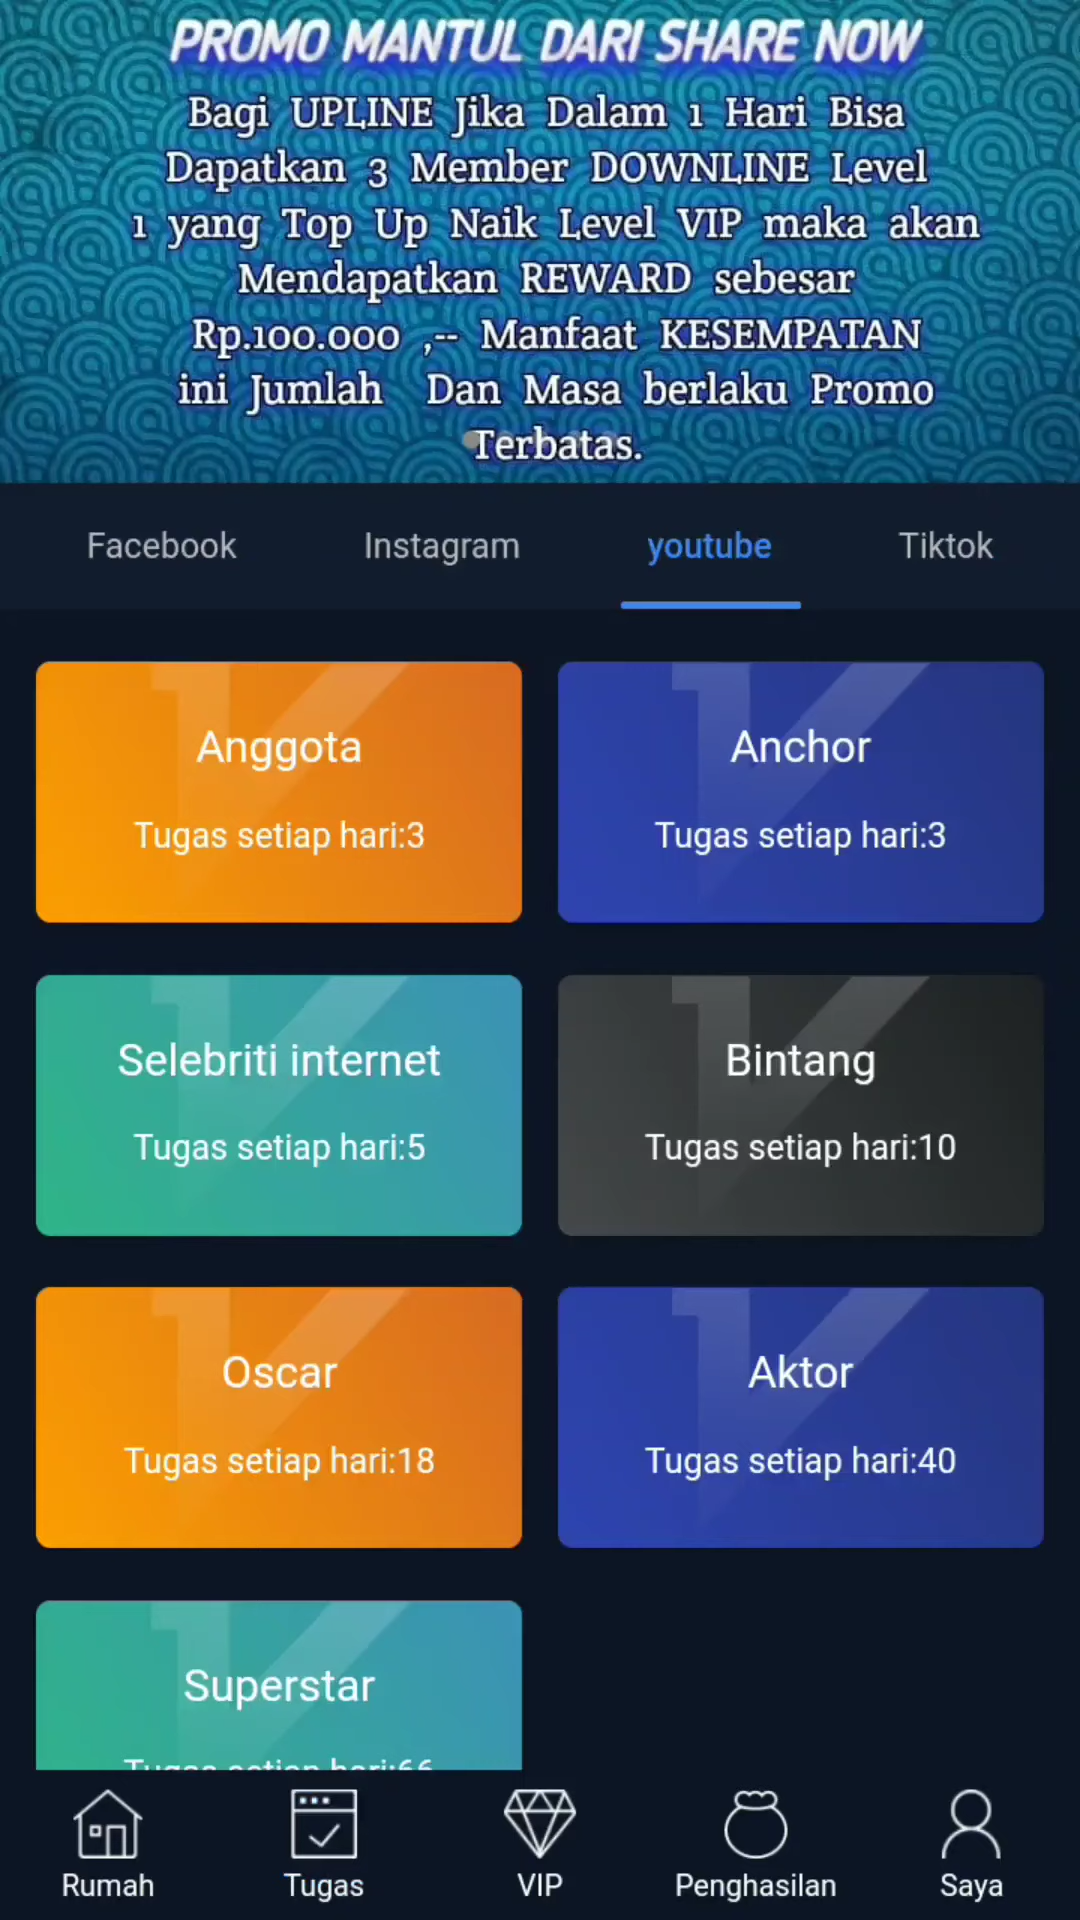 PROMO MANTUL DARI SHARE NOW
Bagi UPLINE Jika Dalam 1 Hari Bisa
Dapatkan 3 Member DOWNLINE Level
1 yang Top Up Naik Level VIP maka akan
Mendapatkan REWARD sebesar
Rp.100.000 ,-- Manfaat KESEMPATAN
ini Jumlah Dan Masa berlaku Promo
Terbatas.
Facebook Instagram youtube Tiktok
Anggota Anchor
Tugas setiap hari:3 Tugas setiap hari:3
Selebriti internet Bintang
Tugas setiap hari:5 Tugas setiap hari:10
Oscar Aktor
Tugas setiap hari:18 Tugas setiap hari:40
Superstar
Tugas setiap hari:66
Rumah Tugas VIP Penghasilan Saya